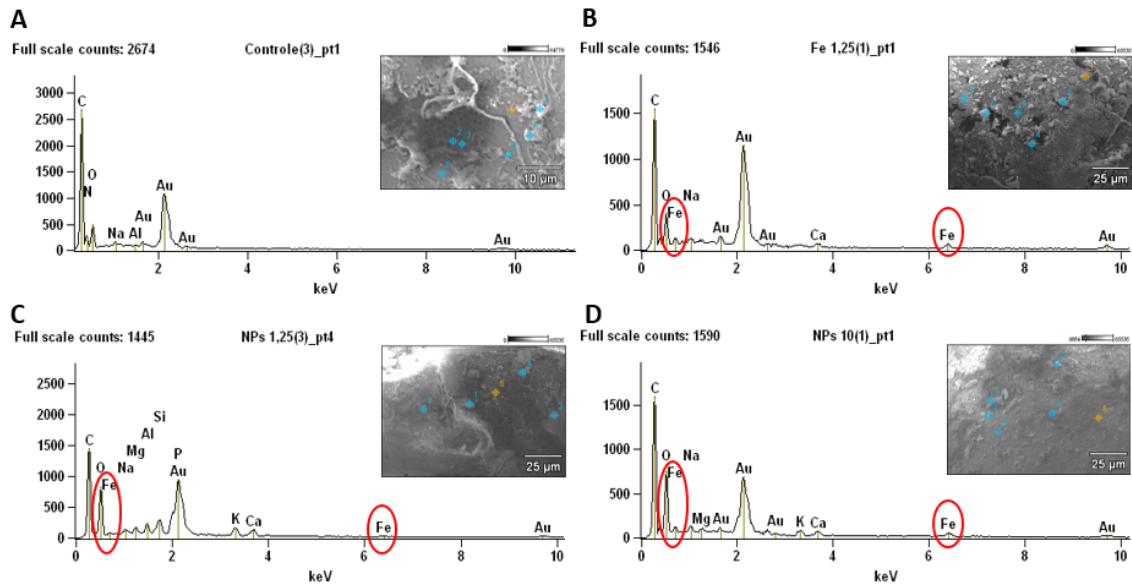 A
Full scale counts: 2674
Controle(3)_pt1
3000
2500
2000
1500
1000
500
0
C
O
N
Na
Al
Au
Au
Au
Au
0
2
4
6
8
10
keV
10 µm
B
Full scale counts: 1546
Fe 1,25(1)_pt1
1500
1000
500
0
C
O
Fe
Na
Au
Au
Au
Ca
Fe
Au
0
2
4
6
8
10
keV
25 µm
C
Full scale counts: 1445
NPs 1,25(3)_pt4
2500
2000
1500
1000
500
0
C
O
Fe
Na
Mg
Al
Si
P
Au
K
Ca
Fe
Au
0
2
4
6
8
10
keV
25 µm
D
Full scale counts: 1590
NPs 10(1)_pt1
1500
1000
500
0
C
O
Fe
Na
Mg
Au
Au
Au
K
Ca
Fe
Au
0
2
4
6
8
10
keV
25 µm